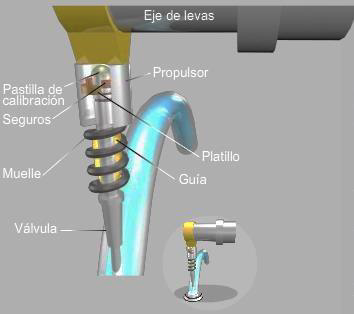 Eje de levas
Propulsor
Pastilla de
calibración
Seguros
Platillo
Muelle
Guía
Válvula